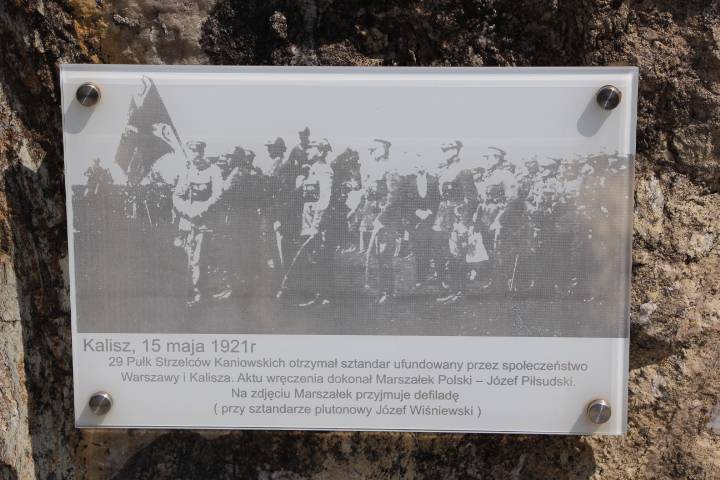 Kalisz, 15 maja 1921r
29 Pułk Strzelców Kaniowskich otrzymał sztandar ufundowany przez społeczeństwo
Warszawy i Kalisza. Aktu wręczenia dokonał Marszałek Polski – Józef Piłsudski.
Na zdjęciu Marszałek przyjmuje defiladę
( przy sztandarze plutonowy Józef Wiśniewski )